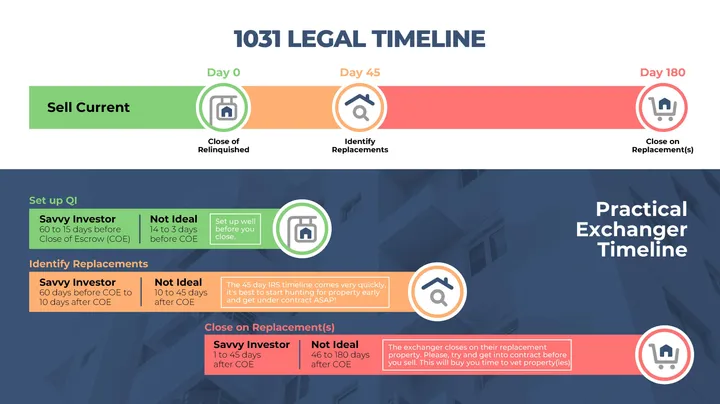 1031 LEGAL TIMELINE
Day 0
Day 45
Day 180
Sell Current
Close of
Relinquished
Identify
Replacements
Close on
Replacement(s)
Practical
Exchanger
Timeline
Set up QI
Savvy Investor
60 to 15 days before
Close of Escrow (COE)
Not Ideal
14 to 3 days
before COE
Set up well
before you
close.
Identify Replacements
Savvy Investor
60 days before COE to
10 days after COE
Not Ideal
10 to 45 days
after COE
The 45 day IRS timeline comes very quickly,
it's best to start hunting for property early
and get under contract ASAP!
Close on Replacement(s)
Savvy Investor
1 to 45 days
after COE
Not Ideal
46 to 180 days
after COE
The exchanger closes on their replacement
property. Please, try and get into contract before
you sell. This will buy you time to vet property(ies)